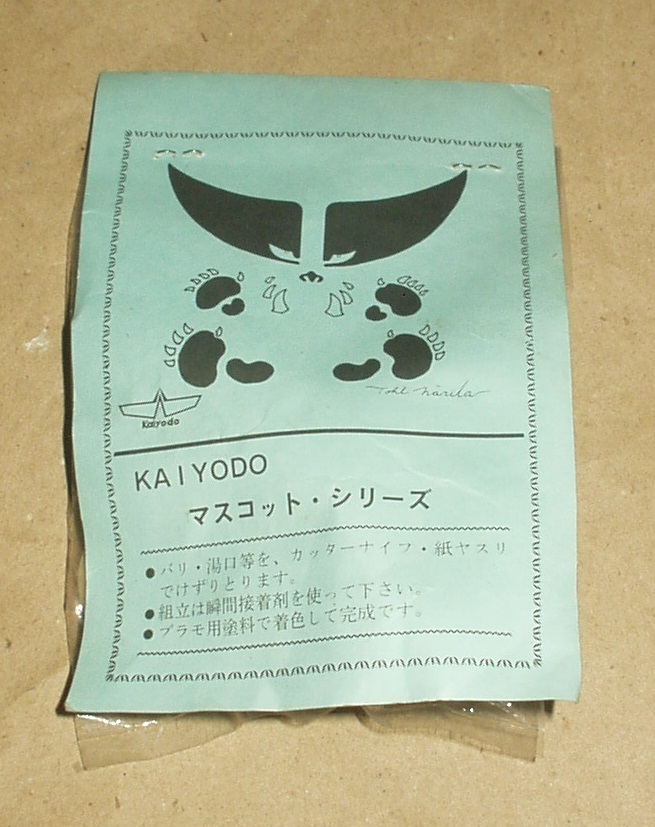 Tohl Narita
Kaiyodo
KAIYODO
マスコット・シリーズ
●バリ・湯口等を、カッターナイフ・紙ヤスリ
でけずりとります。
●組立は瞬間接着剤を使って下さい。
●プラモ用塗料で着色して完成です。